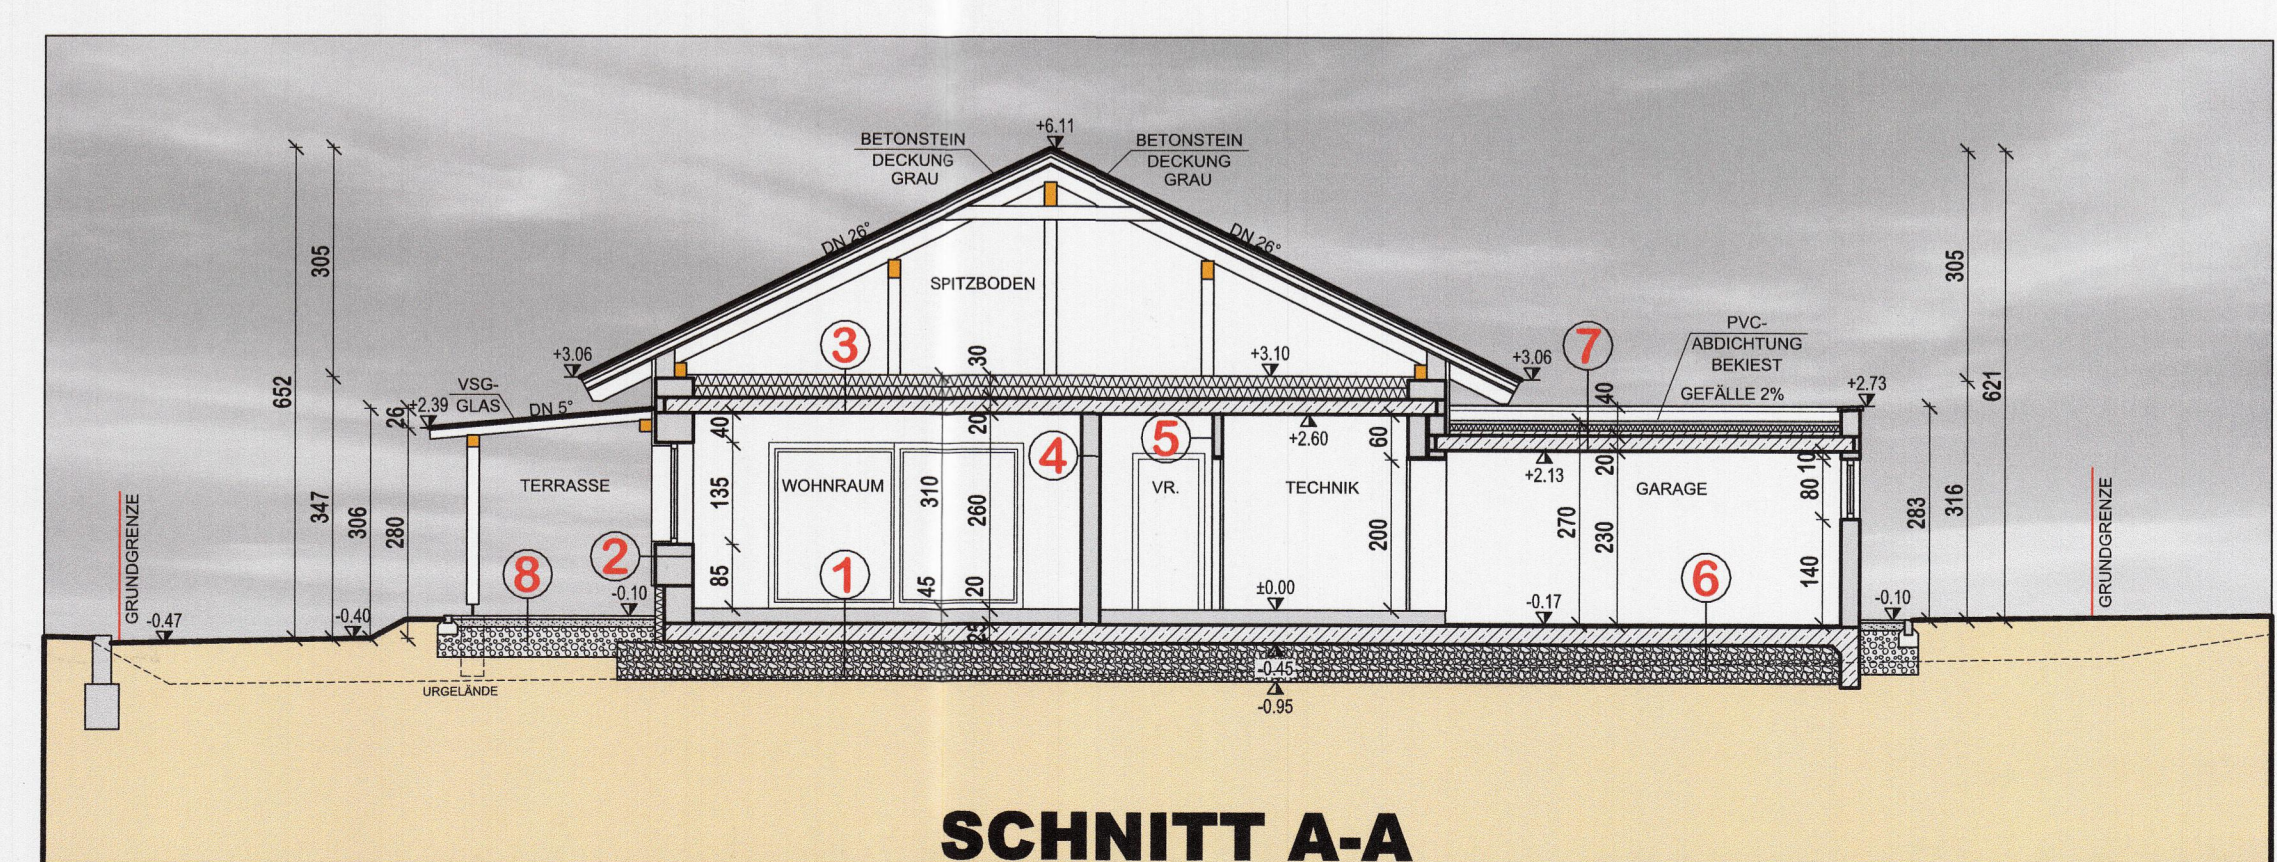 +6.11
BETONSTEIN
DECKUNG
GRAU
BETONSTEIN
DECKUNG
GRAU
DN 26°
DN 26°
SPITZBODEN
305
652
347
306
26
280
305
621
316
283
+3.06
+3.06
+3.10
3
30
7
PVC-
ABDICHTUNG
BEKIEST
GEFÄLLE 2%
40
+2.73
VSG-
GLAS
+2.39
DN 5°
40
20
4
5
+2.60
60
+2.13
20
10
TERRASSE
WOHNRAUM
VR.
TECHNIK
GARAGE
135
310
260
200
270
230
80
140
GRUNDGRENZE
GRUNDGRENZE
8
2
1
6
85
45
20
25
-0.47
-0.40
-0.10
±0.00
-0.17
-0.10
URGELÄNDE
-0.45
-0.95
SCHNITT A-A